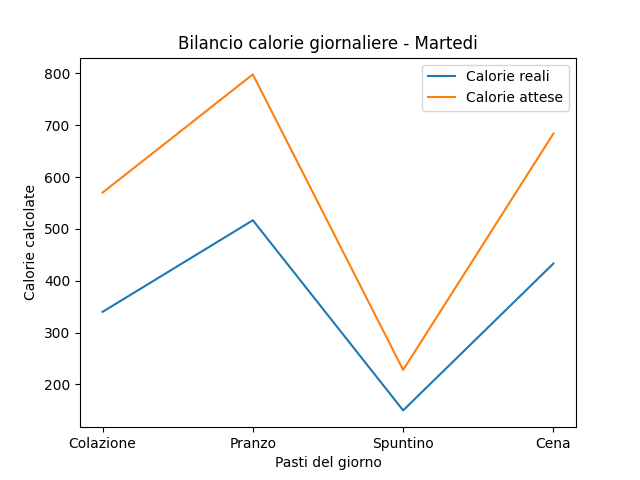 Bilancio calorie giornaliere - Martedi
Calorie reali
Calorie attese
Calorie calcolate
800
700
600
500
400
300
200
Colazione Pranzo Spuntino Cena
Pasti del giorno